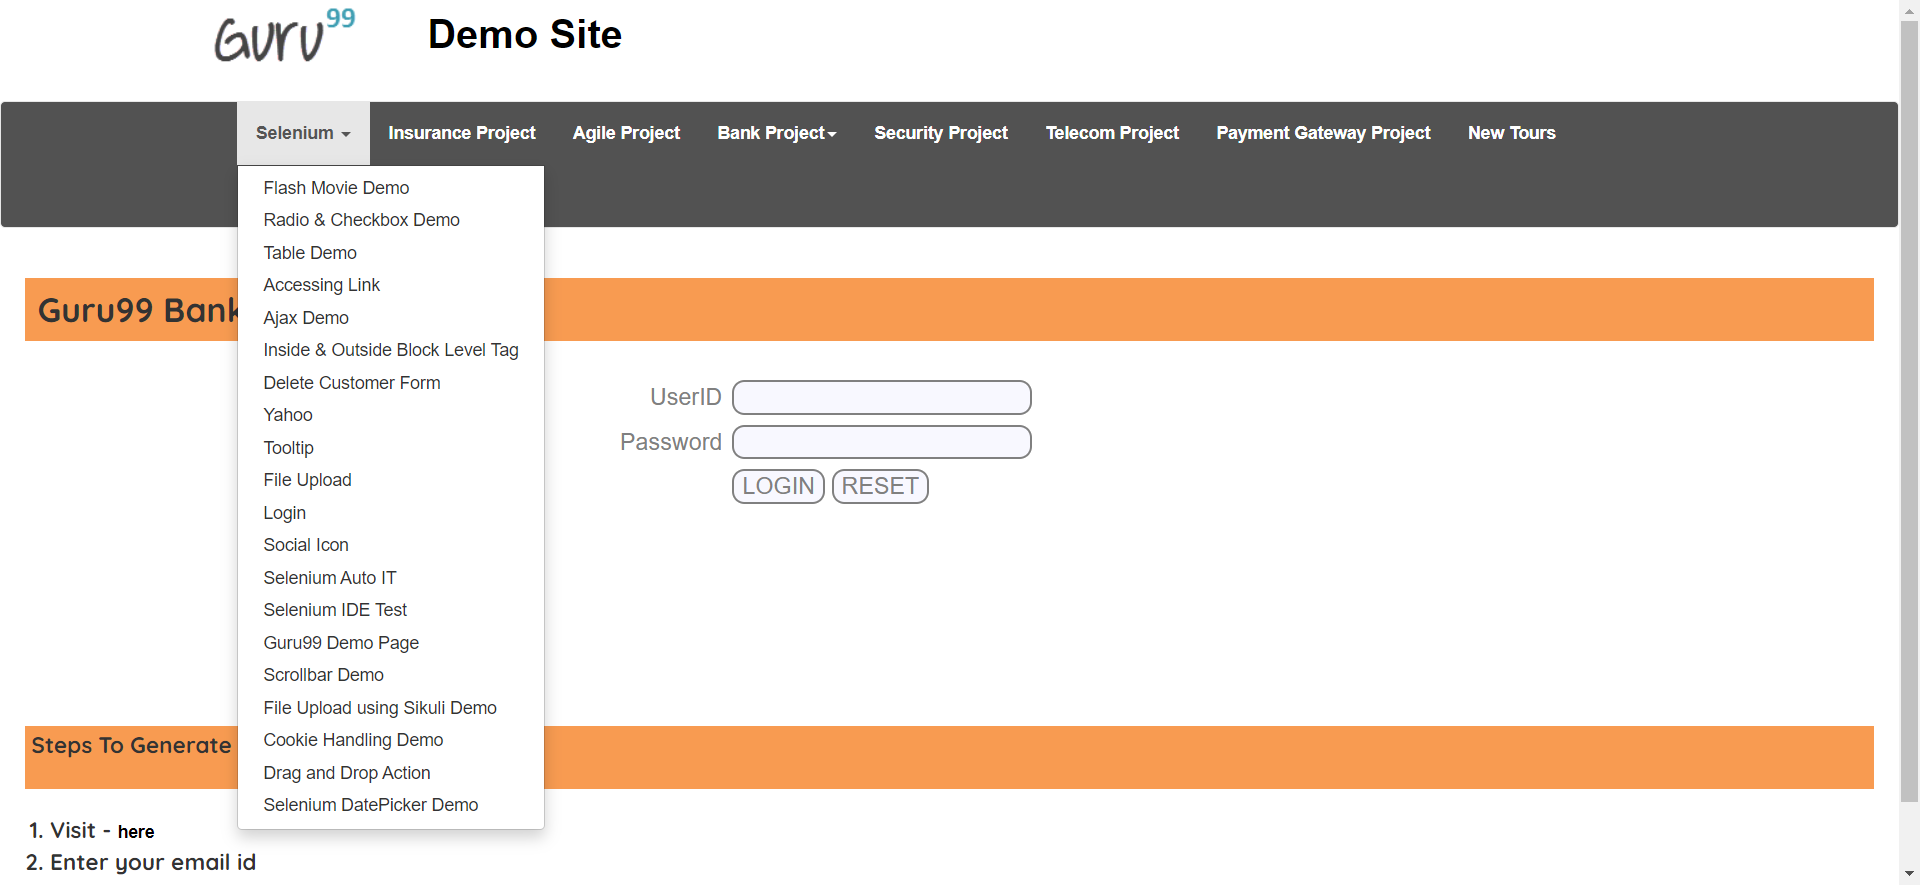 Guru99
Demo Site
Selenium
Insurance Project
Agile Project
Bank Project
Security Project
Telecom Project
Payment Gateway Project
New Tours
Flash Movie Demo
Radio & Checkbox Demo
Table Demo
Accessing Link
Ajax Demo
Inside & Outside Block Level Tag
Delete Customer Form
Yahoo
Tooltip
File Upload
Login
Social Icon
Selenium Auto IT
Selenium IDE Test
Guru99 Demo Page
Scrollbar Demo
File Upload using Sikuli Demo
Cookie Handling Demo
Drag and Drop Action
Selenium DatePicker Demo
Guru99 Bank
UserID
Password
LOGIN RESET
Steps To Generate
1. Visit - here
2. Enter your email id